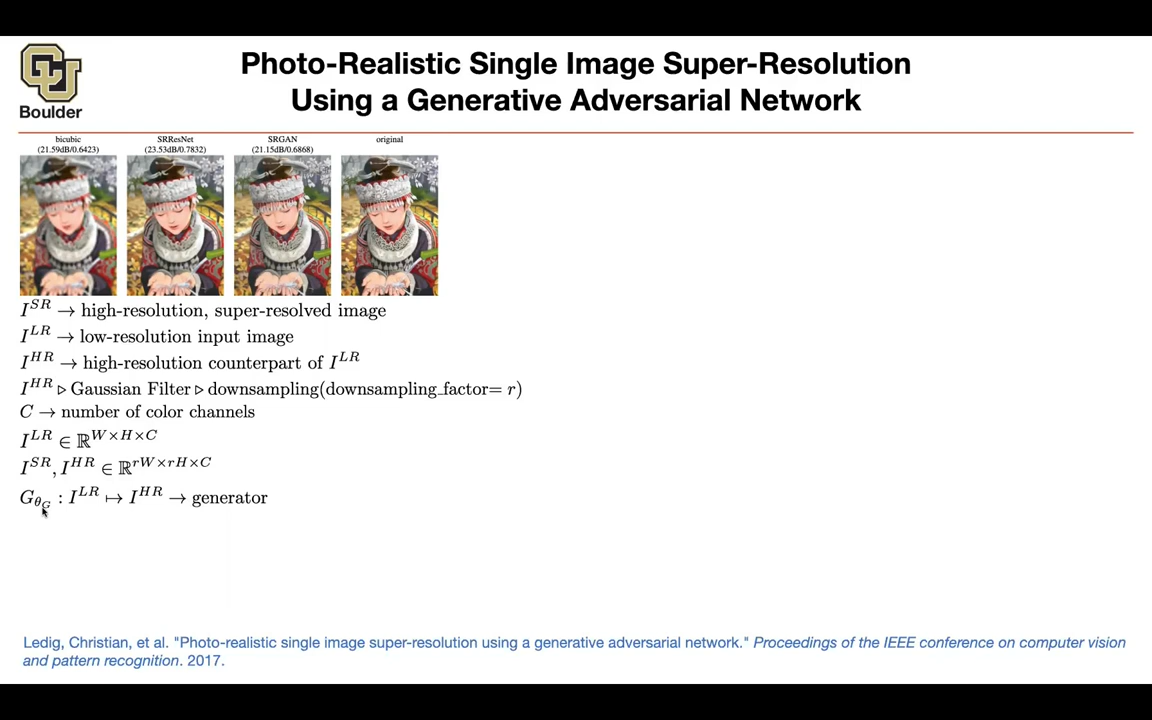 Boulder
Photo-Realistic Single Image Super-Resolution
Using a Generative Adversarial Network
bicubic
(21.59dB/0.6423)
SRResNet
(23.53dB/0.7832)
SRGAN
(21.15dB/0.6868)
original
I^{SR} → high-resolution, super-resolved image
I^{LR} → low-resolution input image
I^{HR} → high-resolution counterpart of I^{LR}
I^{HR} ▹ Gaussian Filter ▹ downsampling(downsampling_factor= r)
C → number of color channels
I^{LR} ∈ ℝ^{W×H×C}
I^{SR}, I^{HR} ∈ ℝ^{rW×rH×C}
G_{θ_G} : I^{LR} ↦ I^{HR} → generator
Ledig, Christian, et al. "Photo-realistic single image super-resolution using a generative adversarial network." Proceedings of the IEEE conference on computer vision
and pattern recognition. 2017.